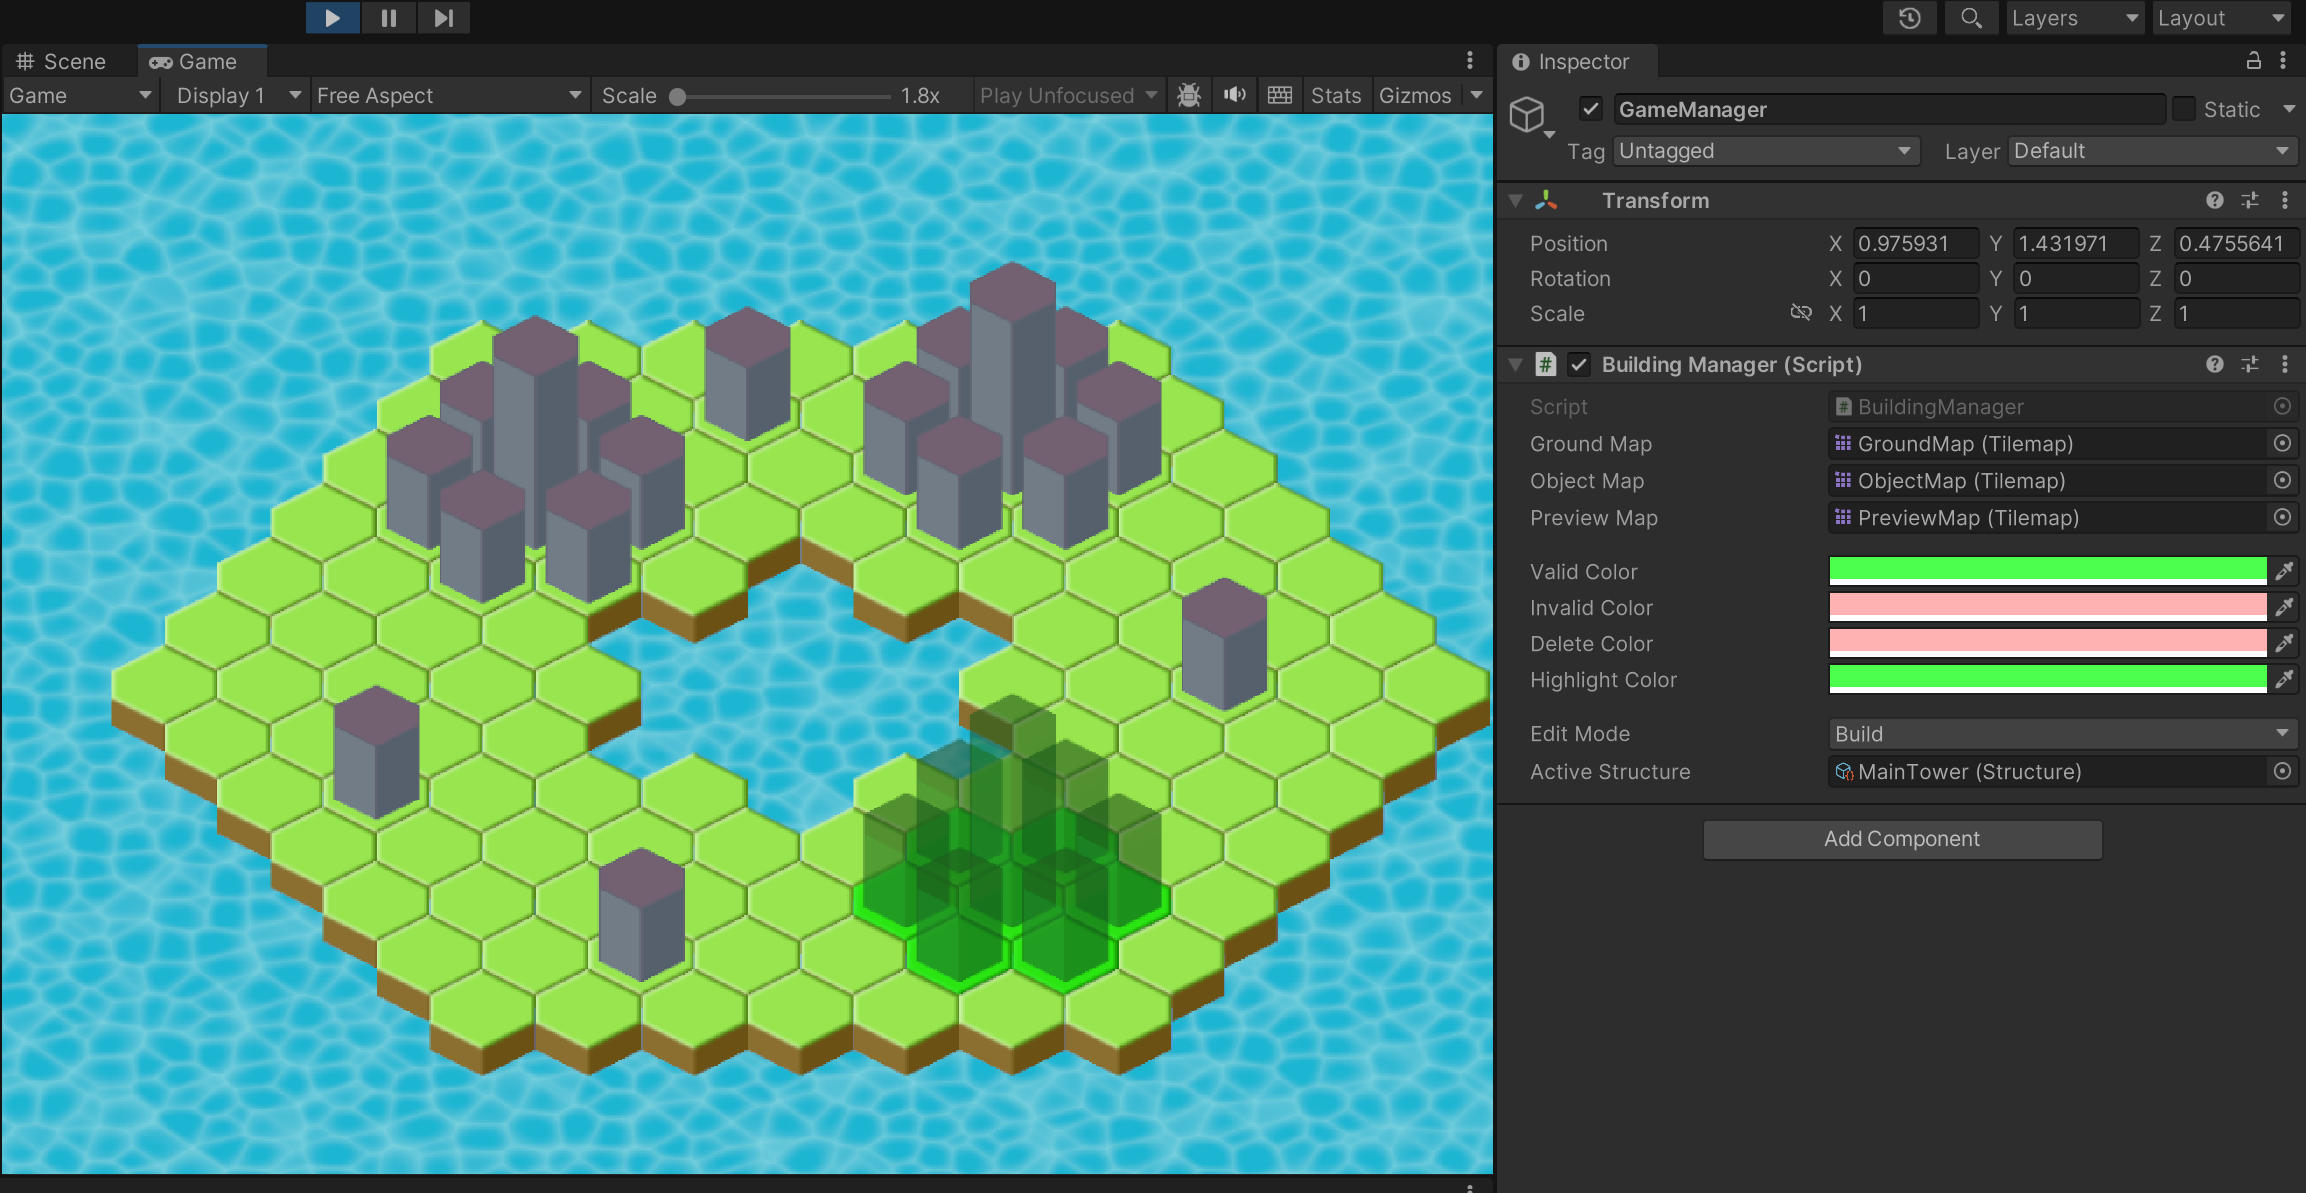 Layers Layout
Scene Game
Game Display 1 Free Aspect Scale 1.8x Play Unfocused Stats Gizmos
Inspector
GameManager Static
Tag Untagged Layer Default
Transform
Position X 0.975931 Y 1.431971 Z 0.4755641
Rotation X 0 Y 0 Z 0
Scale X 1 Y 1 Z 1
# Building Manager (Script)
Script # BuildingManager
Ground Map GroundMap (Tilemap)
Object Map ObjectMap (Tilemap)
Preview Map PreviewMap (Tilemap)
Valid Color
Invalid Color
Delete Color
Highlight Color
Edit Mode Build
Active Structure MainTower (Structure)
Add Component